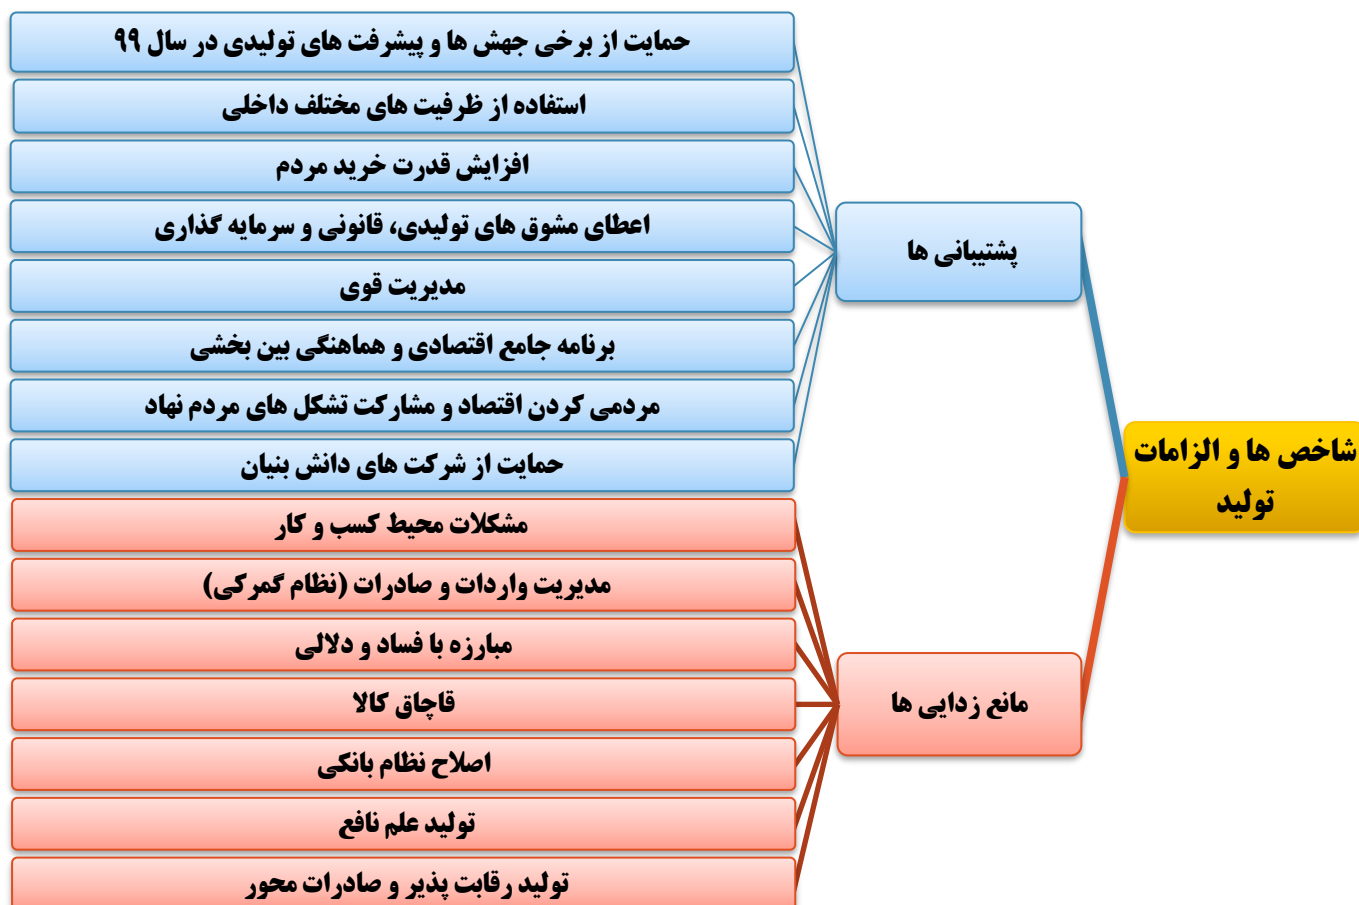 شاخص ها و الزامات
تولید
پشتیبانی ها
حمایت از برخی جهش ها و پیشرفت های تولیدی در سال ۹۹
استفاده از ظرفیت های مختلف داخلی
افزایش قدرت خرید مردم
اعطای مشوق های تولیدی، قانونی و سرمایه گذاری
مدیریت قوی
برنامه جامع اقتصادی و هماهنگی بین بخشی
مردمی کردن اقتصاد و مشارکت تشکل های مردم نهاد
حمایت از شرکت های دانش بنیان
مانع زدایی ها
مشکلات محیط کسب و کار
مدیریت واردات و صادرات (نظام گمرکی)
مبارزه با فساد و دلالی
قاچاق کالا
اصلاح نظام بانکی
تولید علم نافع
تولید رقابت پذیر و صادرات محور